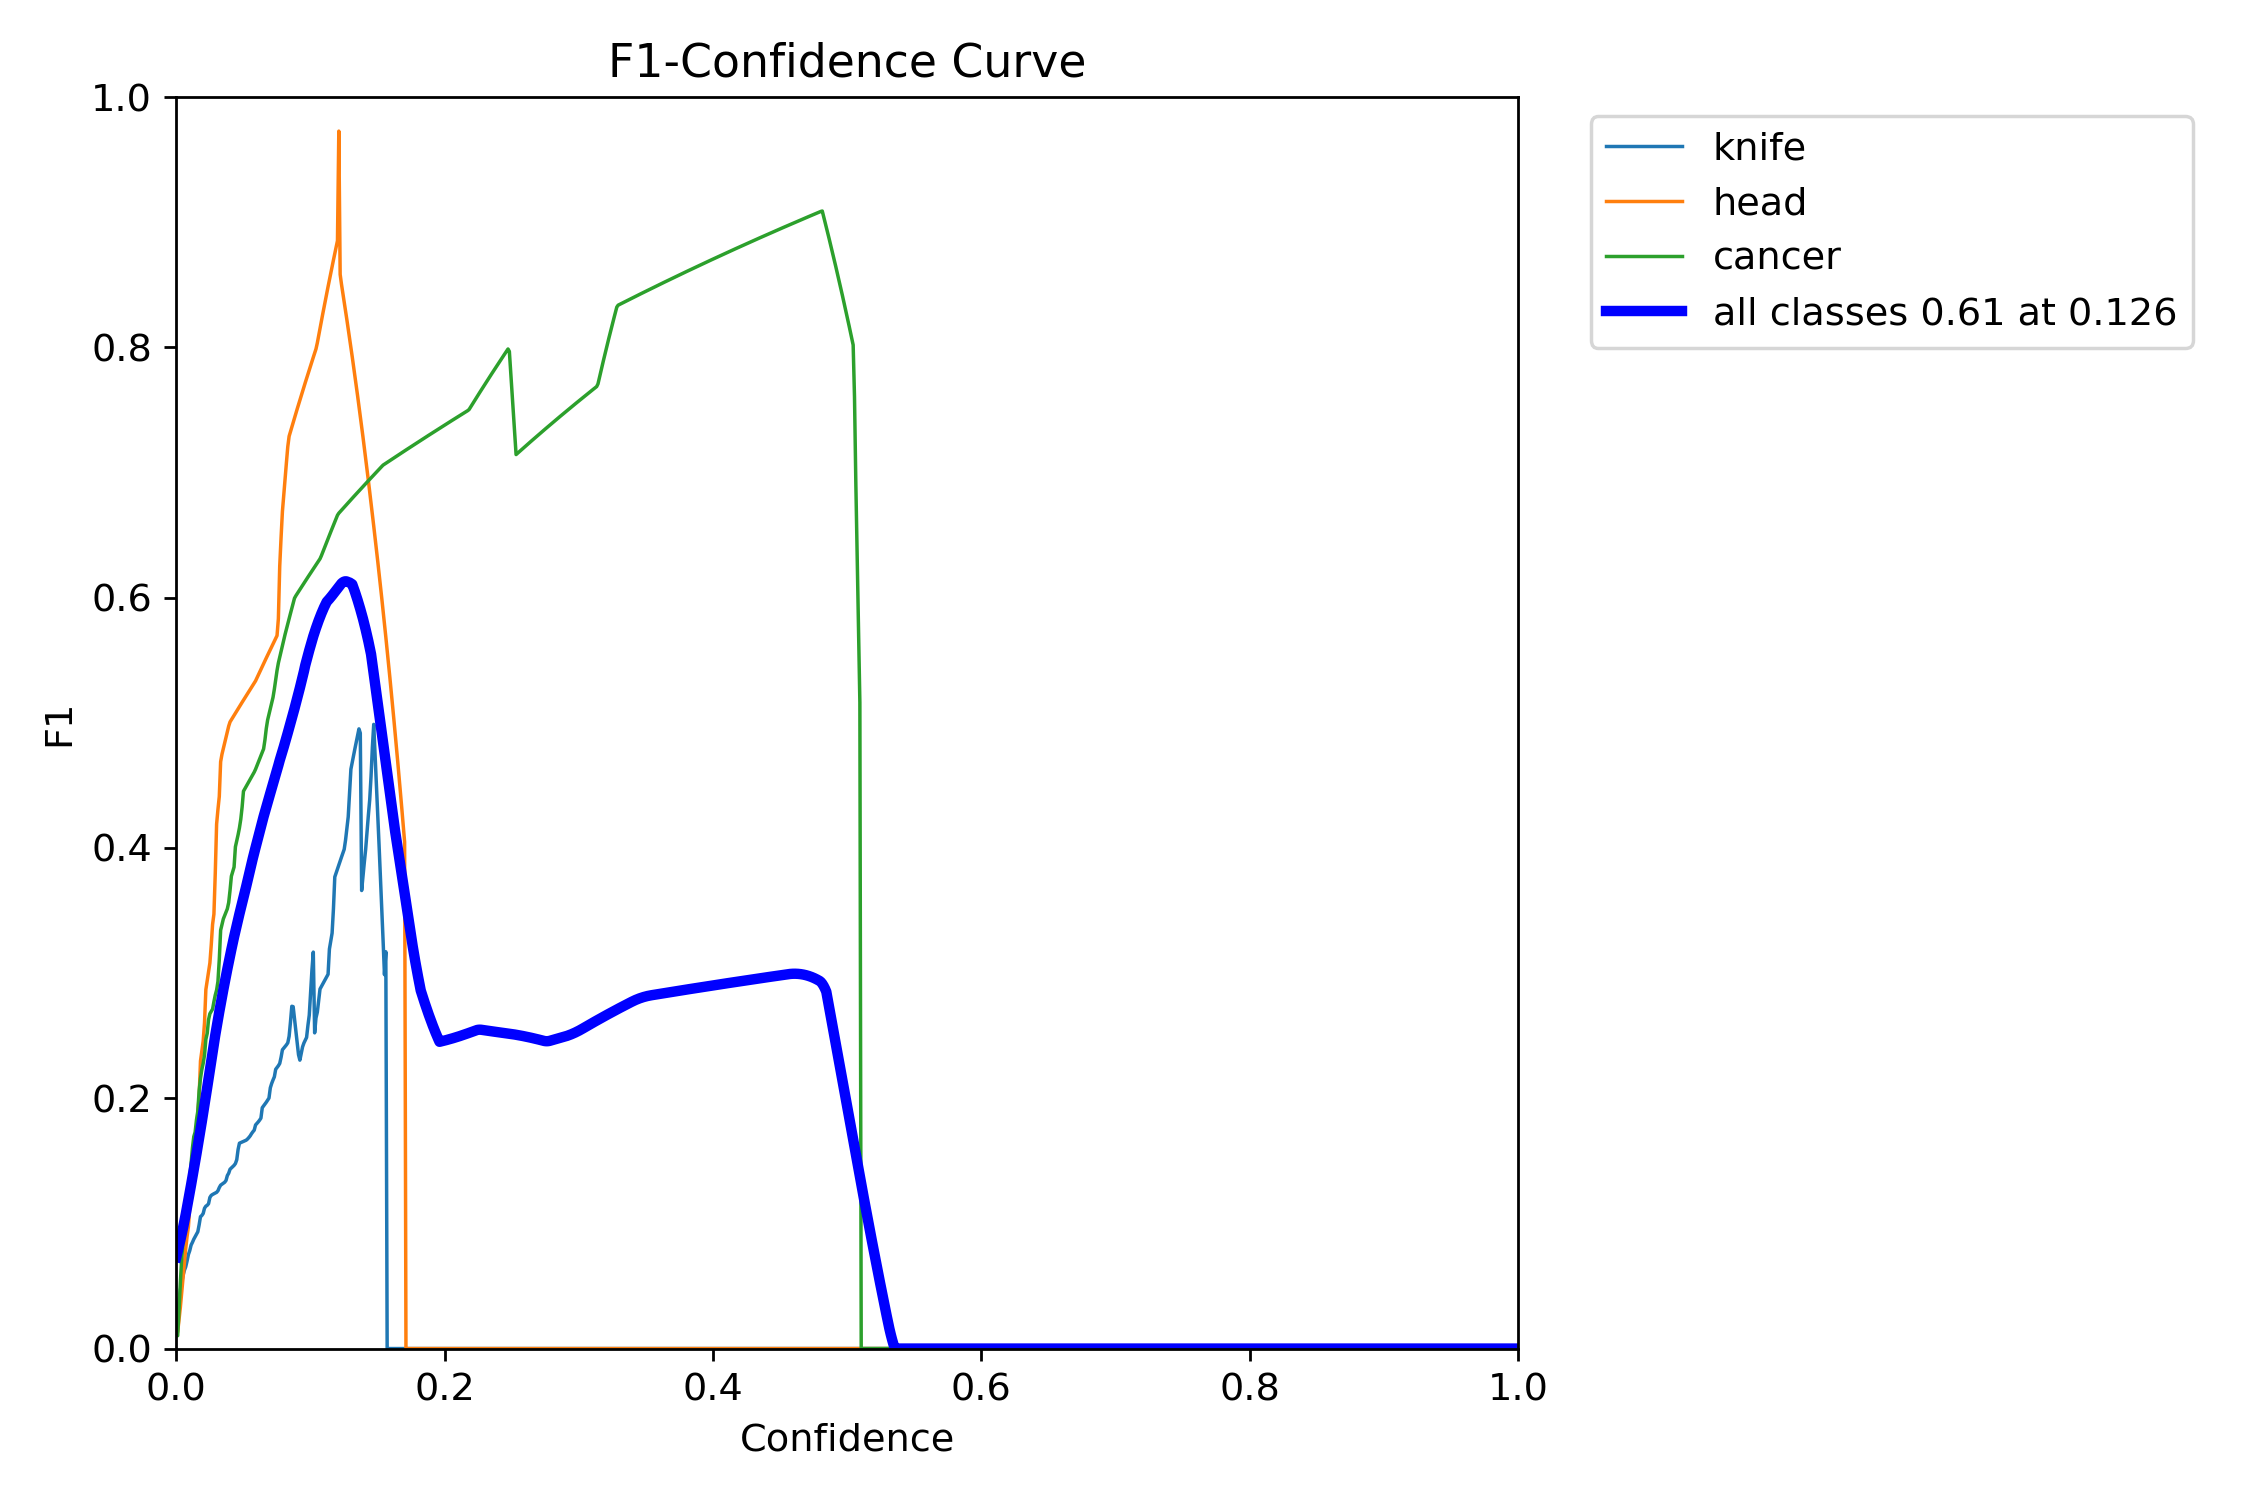 F1-Confidence Curve
1.0
0.8
0.6
0.4
0.2
0.0
F1
0.0 0.2 0.4 0.6 0.8 1.0
Confidence
knife
head
cancer
all classes 0.61 at 0.126